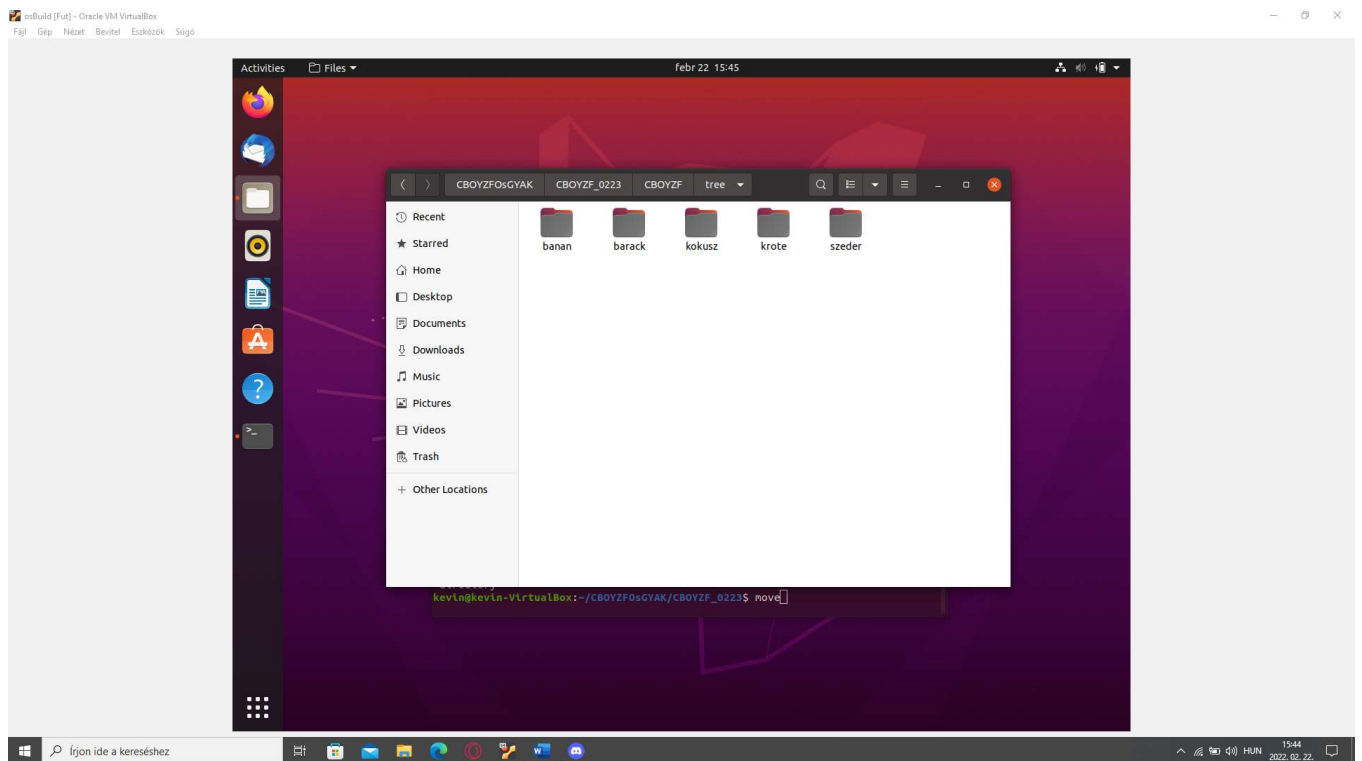 osBuild [Fut] - Oracle VM VirtualBox
Fájl Gép Nézet Bevitel Eszközök Súgó
Activities Files febr 22 15:45
CBOYZFOsGYAK CBOYZF_0223 CBOYZF tree
Recent
Starred
Home
Desktop
Documents
Downloads
Music
Pictures
Videos
Trash
Other Locations
banan barack kokusz krote szeder
kevin@kevin-VirtualBox:~/CBOYZFOsGYAK/CBOYZF_0223$ move
Írjon ide a kereséshez
HUN
15:44
2022. 02. 22.